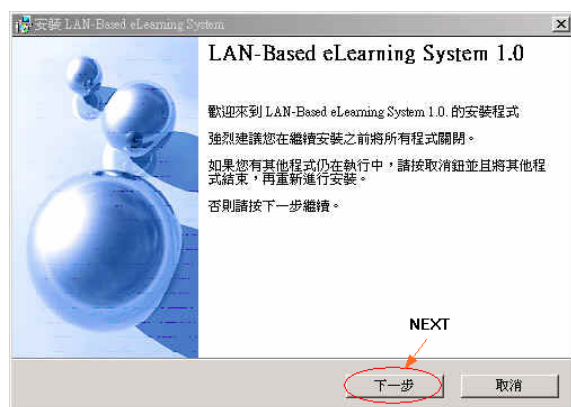 安裝 LAN-Based eLearning System
LAN-Based eLearning System 1.0
歡迎來到 LAN-Based eLearning System 1.0. 的安裝程式
強烈建議您在繼續安裝之前將所有程式關閉。
如果您有其他程式仍在執行中，請按取消鈕並且將其他程
式結束，再重新進行安裝。
否則請按下一步繼續。
NEXT
下一步
取消